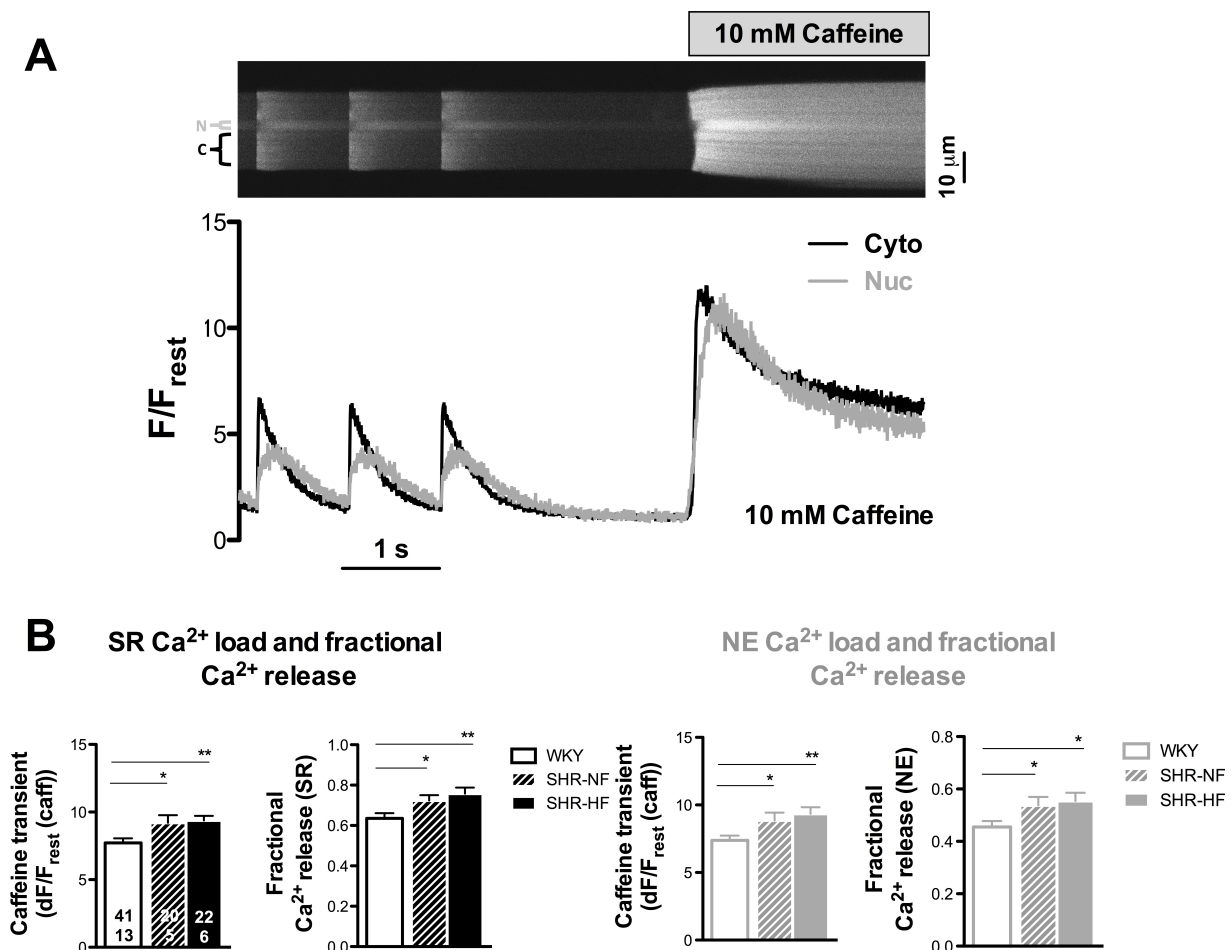 10 mM Caffeine
A
N
C
10 µm
15
10
5
0
F/F_rest
Cyto
Nuc
10 mM Caffeine
1 s
B
SR Ca²⁺ load and fractional
Ca²⁺ release
NE Ca²⁺ load and fractional
Ca²⁺ release
Caffeine transient
(dF/F_rest (caff))
15
10
5
0
*
**
41
13
20
5
22
6
Fractional
Ca²⁺ release (SR)
1.0
0.8
0.6
0.4
0.2
0.0
*
**
WKY
SHR-NF
SHR-HF
Caffeine transient
(dF/F_rest (caff))
15
10
5
0
*
**
Fractional
Ca²⁺ release (NE)
0.8
0.6
0.4
0.2
0.0
*
*
WKY
SHR-NF
SHR-HF